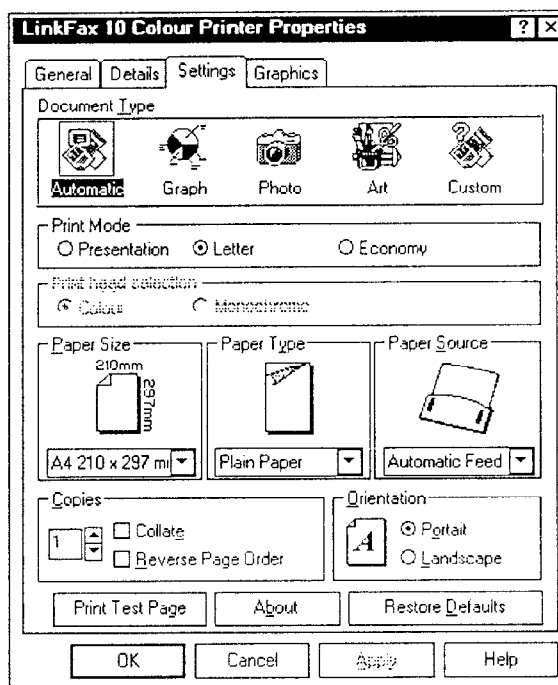 LinkFax 10 Colour Printer Properties ? ×
General Details Settings Graphics
Document Type
Automatic Graph Photo Art Custom
Print Mode
Presentation Letter Economy
Print head selection
Colour Monochrome
Paper Size Paper Type Paper Source
210mm
297mm
A4 210 x 297 mi Plain Paper Automatic Feed
Copies Orientation
1 Collate A Portait
Reverse Page Order Landscape
Print Test Page About Restore Defaults
OK Cancel Apply Help